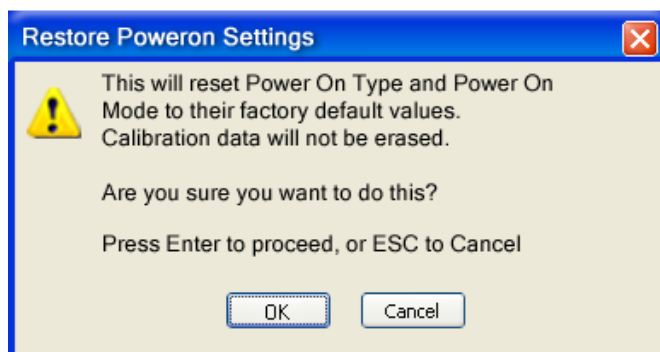 Restore Poweron Settings
This will reset Power On Type and Power On
Mode to their factory default values.
Calibration data will not be erased.
Are you sure you want to do this?
Press Enter to proceed, or ESC to Cancel
OK Cancel